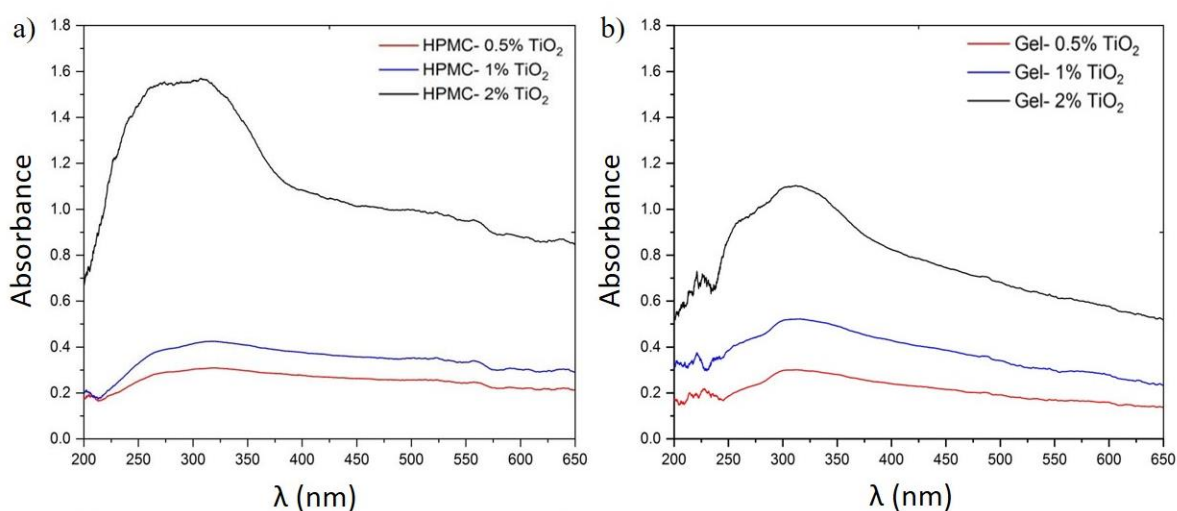 a)
HPMC- 0.5% TiO₂
HPMC- 1% TiO₂
HPMC- 2% TiO₂
1.8
1.6
1.4
1.2
1.0
0.8
0.6
0.4
0.2
0.0
Absorbance
200 250 300 350 400 450 500 550 600 650
λ (nm)
b)
Gel- 0.5% TiO₂
Gel- 1% TiO₂
Gel- 2% TiO₂
1.8
1.6
1.4
1.2
1.0
0.8
0.6
0.4
0.2
0.0
Absorbance
200 250 300 350 400 450 500 550 600 650
λ (nm)